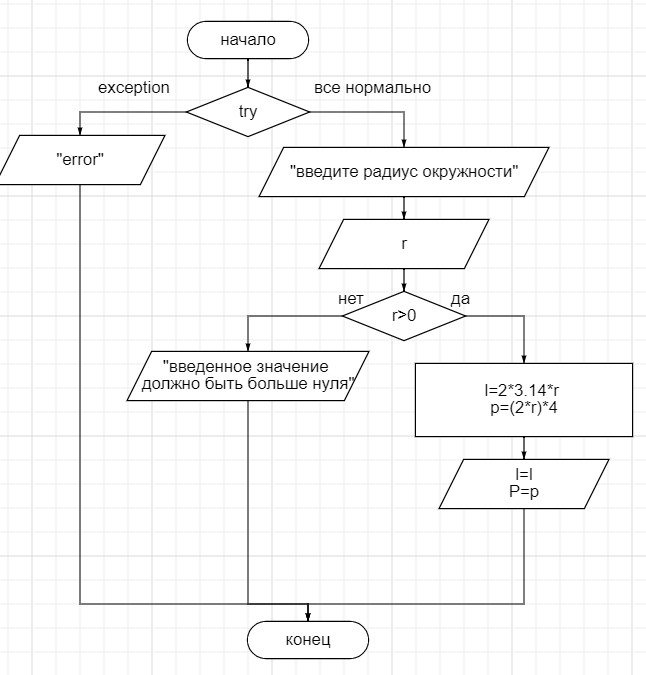 начало
exception
все нормально
try
"error"
"введите радиус окружности"
r
нет
да
r>0
"введенное значение
должно быть больше нуля"
l=2*3.14*r
p=(2*r)*4
l=l
P=p
конец